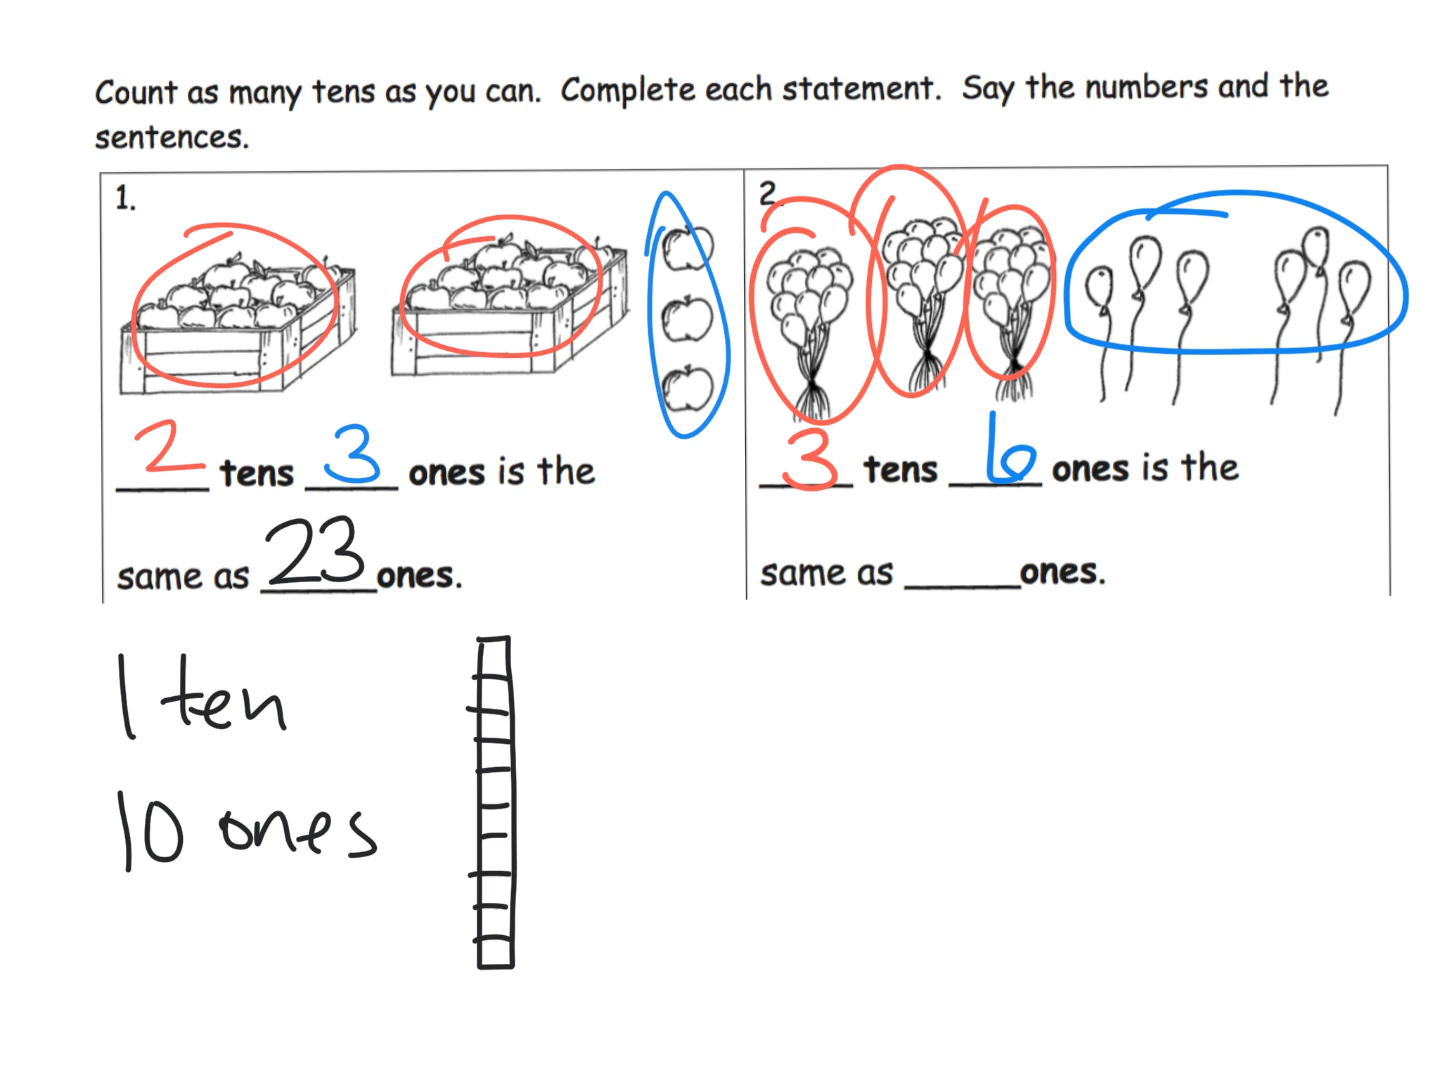 Count as many tens as you can. Complete each statement. Say the numbers and the
sentences.
1.
2 tens 3 ones is the
same as 23 ones.
2.
3 tens 6 ones is the
same as ______ ones.
1 ten
10 ones